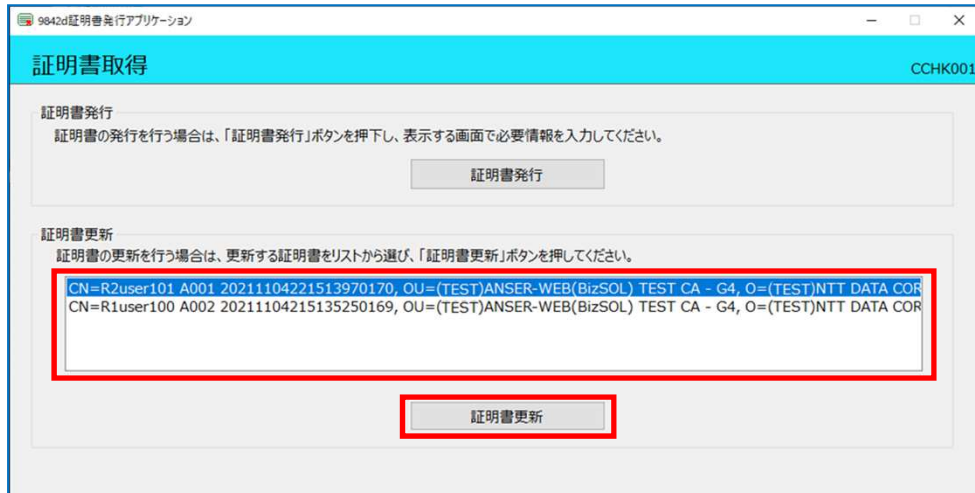 9842d証明書発行アプリケーション
証明書取得
CCHK001
証明書発行
証明書の発行を行う場合は、「証明書発行」ボタンを押下し、表示する画面で必要情報を入力してください。
証明書発行
証明書更新
証明書の更新を行う場合は、更新する証明書をリストから選び、「証明書更新」ボタンを押してください。
CN=R2user101 A001 20211104221513970170, OU=(TEST)ANSER-WEB(BizSOL) TEST CA - G4, O=(TEST)NTT DATA COR
CN=R1user100 A002 20211104215135250169, OU=(TEST)ANSER-WEB(BizSOL) TEST CA - G4, O=(TEST)NTT DATA COR
証明書更新